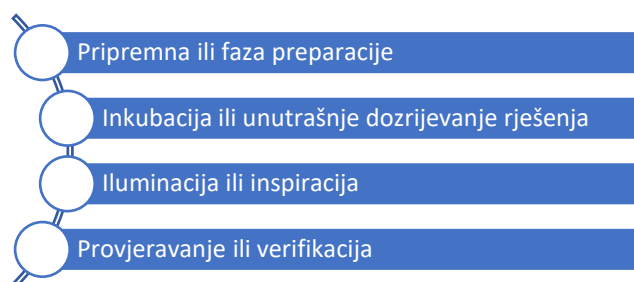 Pripremna ili faza preparacije
Inkubacija ili unutrašnje dozrijevanje rješenja
Iluminacija ili inspiracija
Provjeravanje ili verifikacija